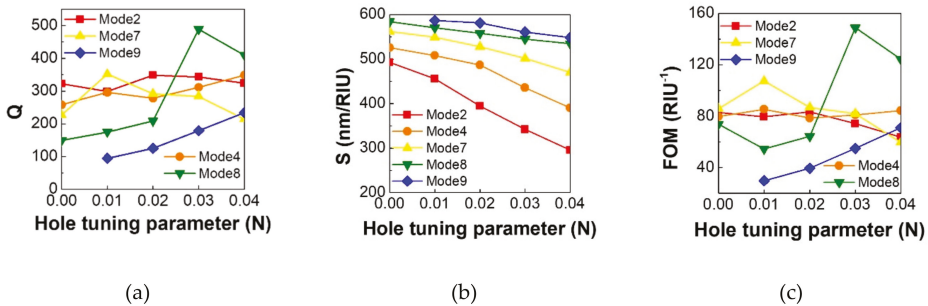 Mode2
Mode7
Mode9
Mode4
Mode8
Q
450
400
300
200
100
0
0.00 0.01 0.02 0.03 0.04
Hole tuning parameter (N)
(a)
S (nm/RIU)
600
500
400
300
200
Mode2
Mode4
Mode7
Mode8
Mode9
0.00 0.01 0.02 0.03 0.04
Hole tuning parameter (N)
(b)
FOM (RIU-1)
160
120
80
40
Mode2
Mode7
Mode9
Mode4
Mode8
0.00 0.01 0.02 0.03 0.04
Hole tuning parmeter (N)
(c)